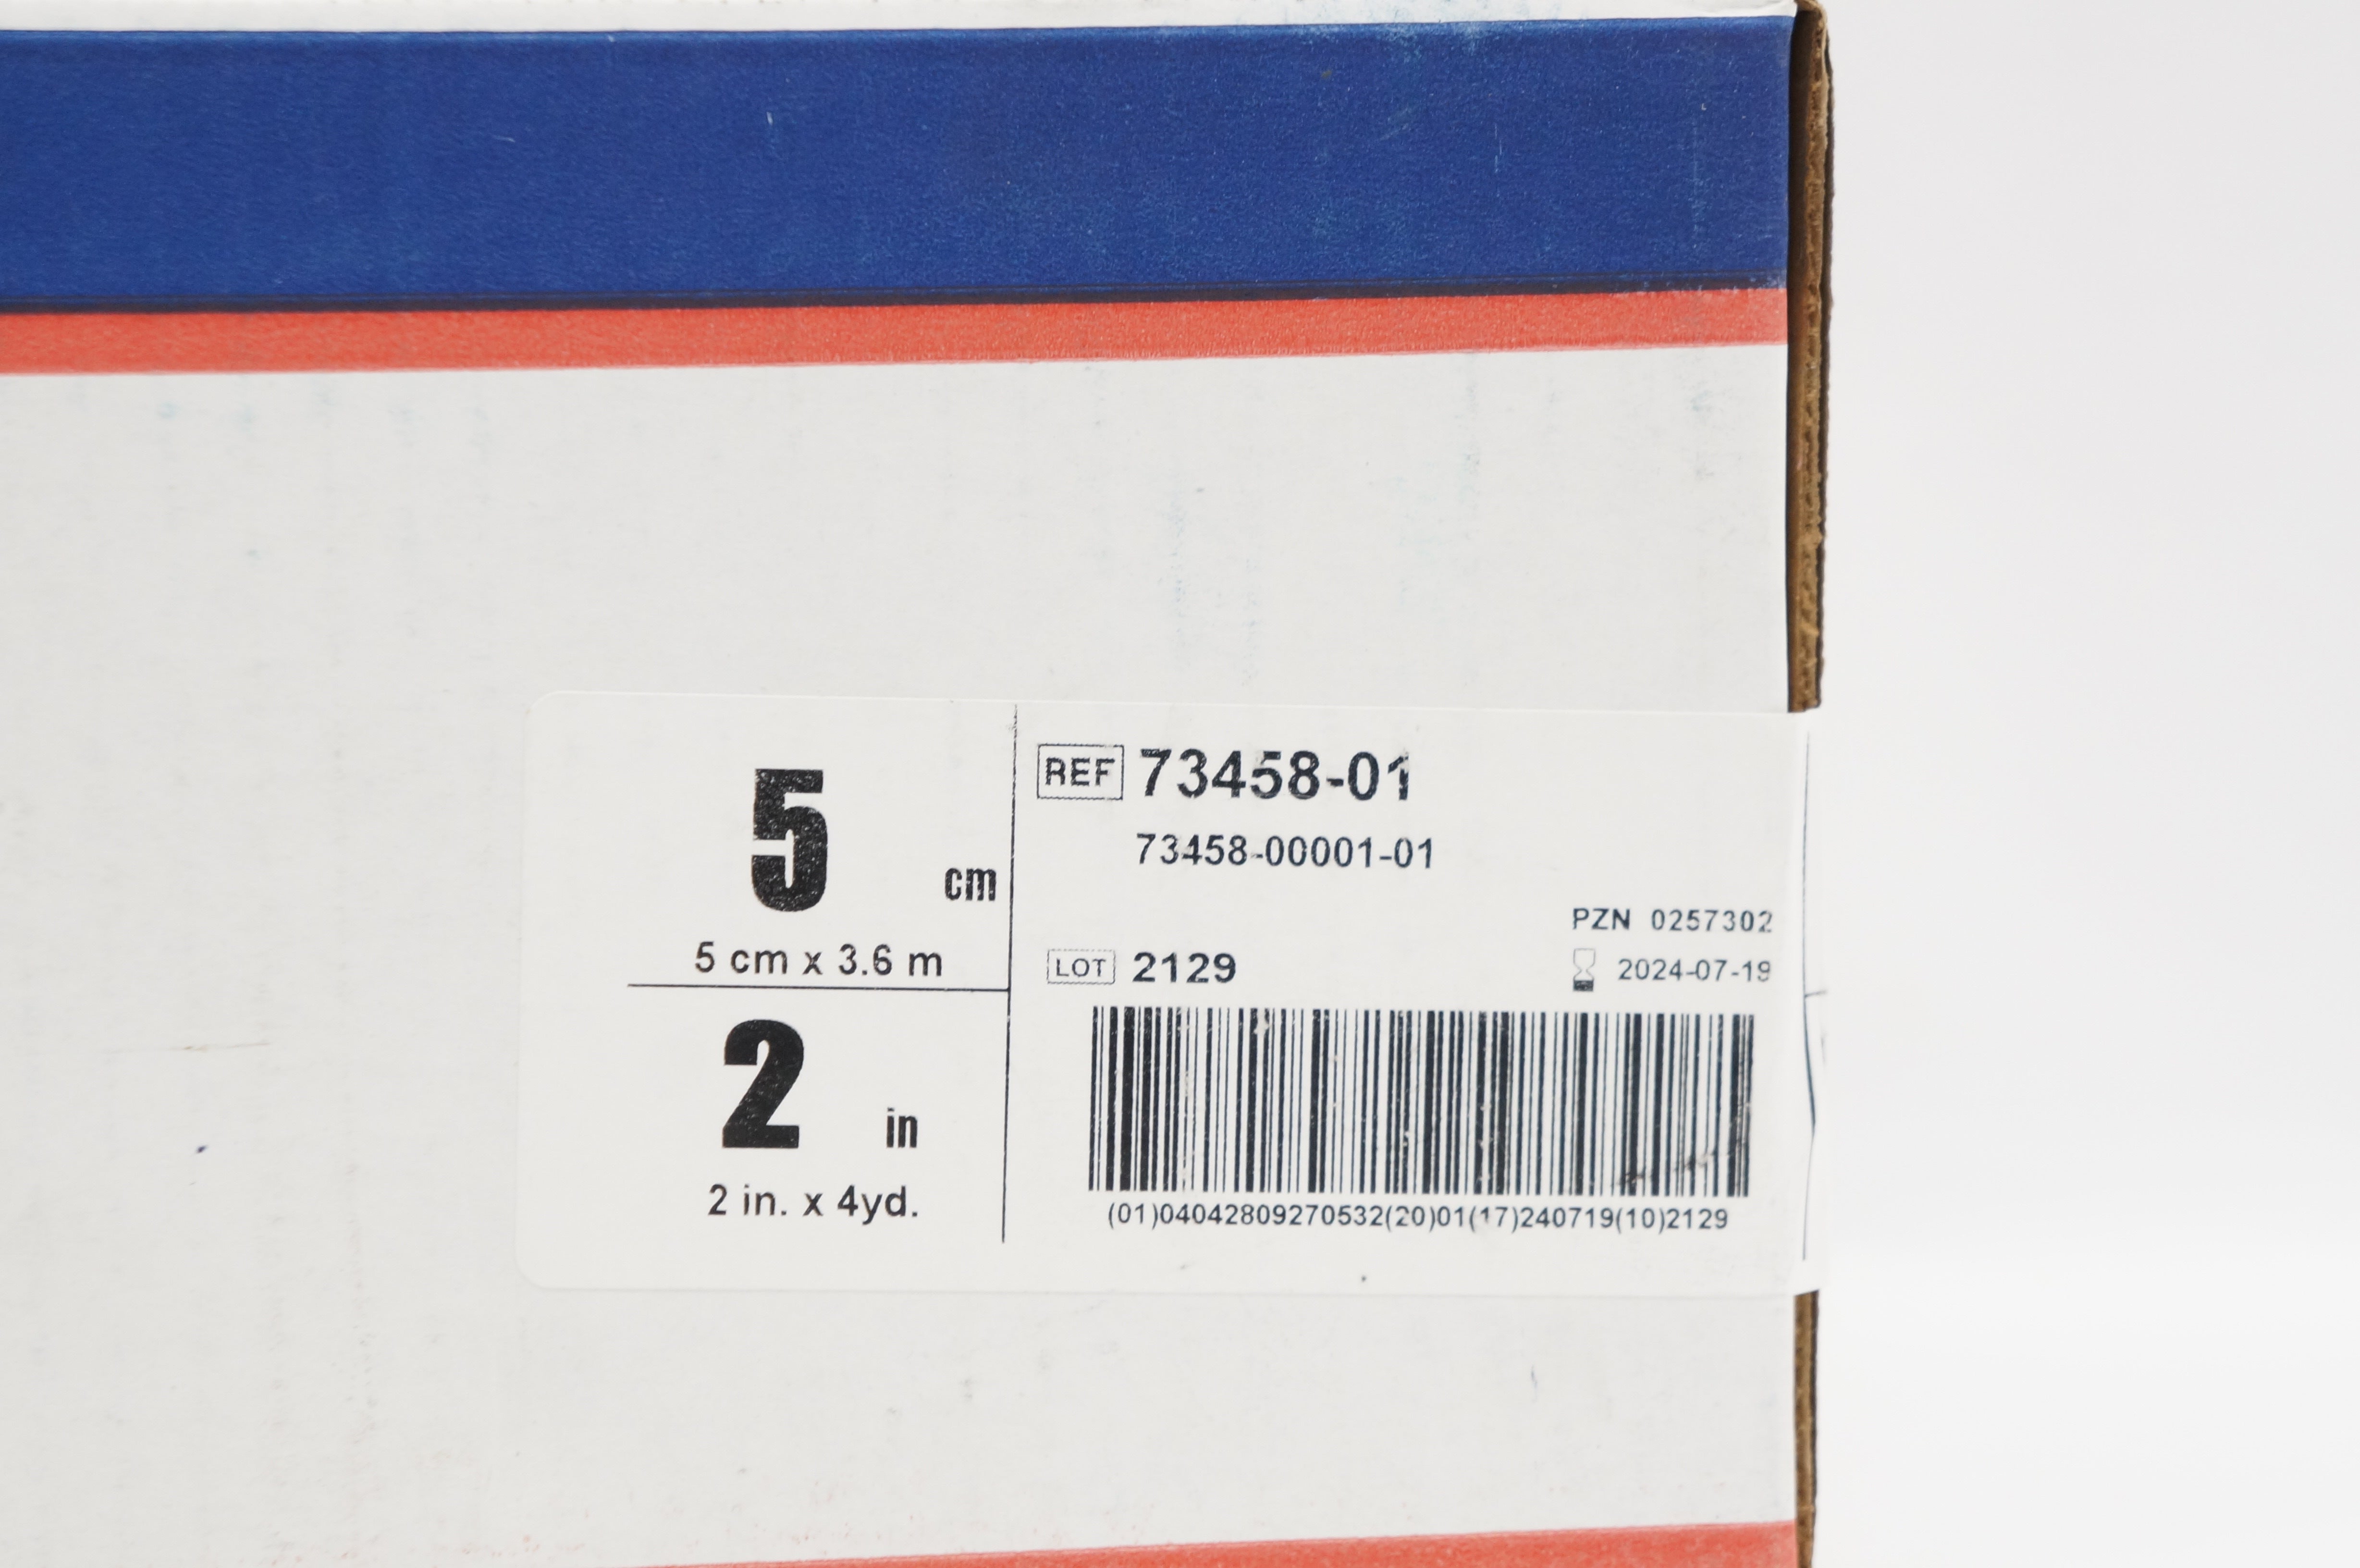 5 cm
5 cm x 3.6 m
2 in
2 in. x 4yd.
REF 73458-01
73458-00001-01
PZN 0257302
LOT 2129
2024-07-19
(01)04042809270532(20)01(17)240719(10)2129